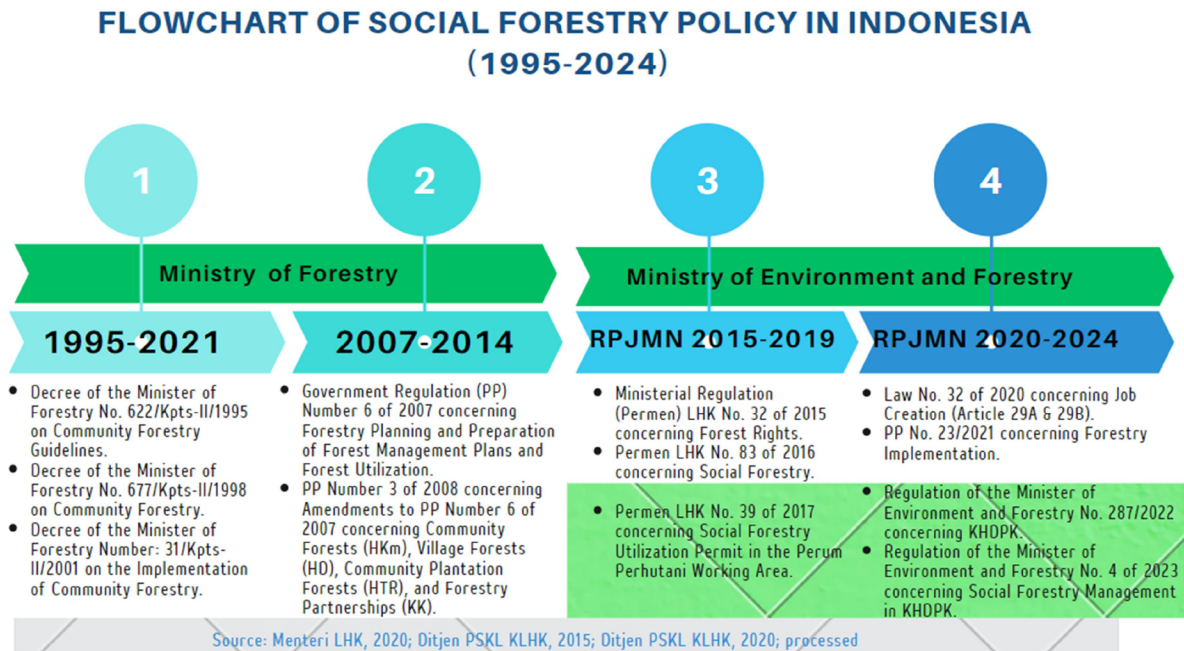 FLOWCHART OF SOCIAL FORESTRY POLICY IN INDONESIA
(1995-2024)
1
2
3
4
Ministry of Forestry
Ministry of Environment and Forestry
1995-2021
2007-2014
RPJMN 2015-2019
RPJMN 2020-2024
• Decree of the Minister of
Forestry No. 622/Kpts-II/1995
on Community Forestry
Guidelines.
• Decree of the Minister of
Forestry No. 677/Kpts-II/1998
on Community Forestry.
• Decree of the Minister of
Forestry Number: 31/Kpts-
II/2001 on the Implementation
of Community Forestry.
• Government Regulation (PP)
Number 6 of 2007 concerning
Forestry Planning and Preparation
of Forest Management Plans and
Forest Utilization.
• PP Number 3 of 2008 concerning
Amendments to PP Number 6 of
2007 concerning Community
Forests (HKm), Village Forests
(HD), Community Plantation
Forests (HTR), and Forestry
Partnerships (KK).
• Ministerial Regulation
(Permen) LHK No. 32 of 2015
concerning Forest Rights.
• Permen LHK No. 83 of 2016
concerning Social Forestry.
• Permen LHK No. 39 of 2017
concerning Social Forestry
Utilization Permit in the Perum
Perhutani Working Area.
• Law No. 32 of 2020 concerning Job
Creation (Article 29A & 29B).
• PP No. 23/2021 concerning Forestry
Implementation.
• Regulation of the Minister of
Environment and Forestry No. 287/2022
concerning KHDPK.
• Regulation of the Minister of
Environment and Forestry No. 4 of 2023
concerning Social Forestry Management
in KHDPK.
Source: Menteri LHK, 2020; Ditjen PSKL KLHK, 2015; Ditjen PSKL KLHK, 2020; processed